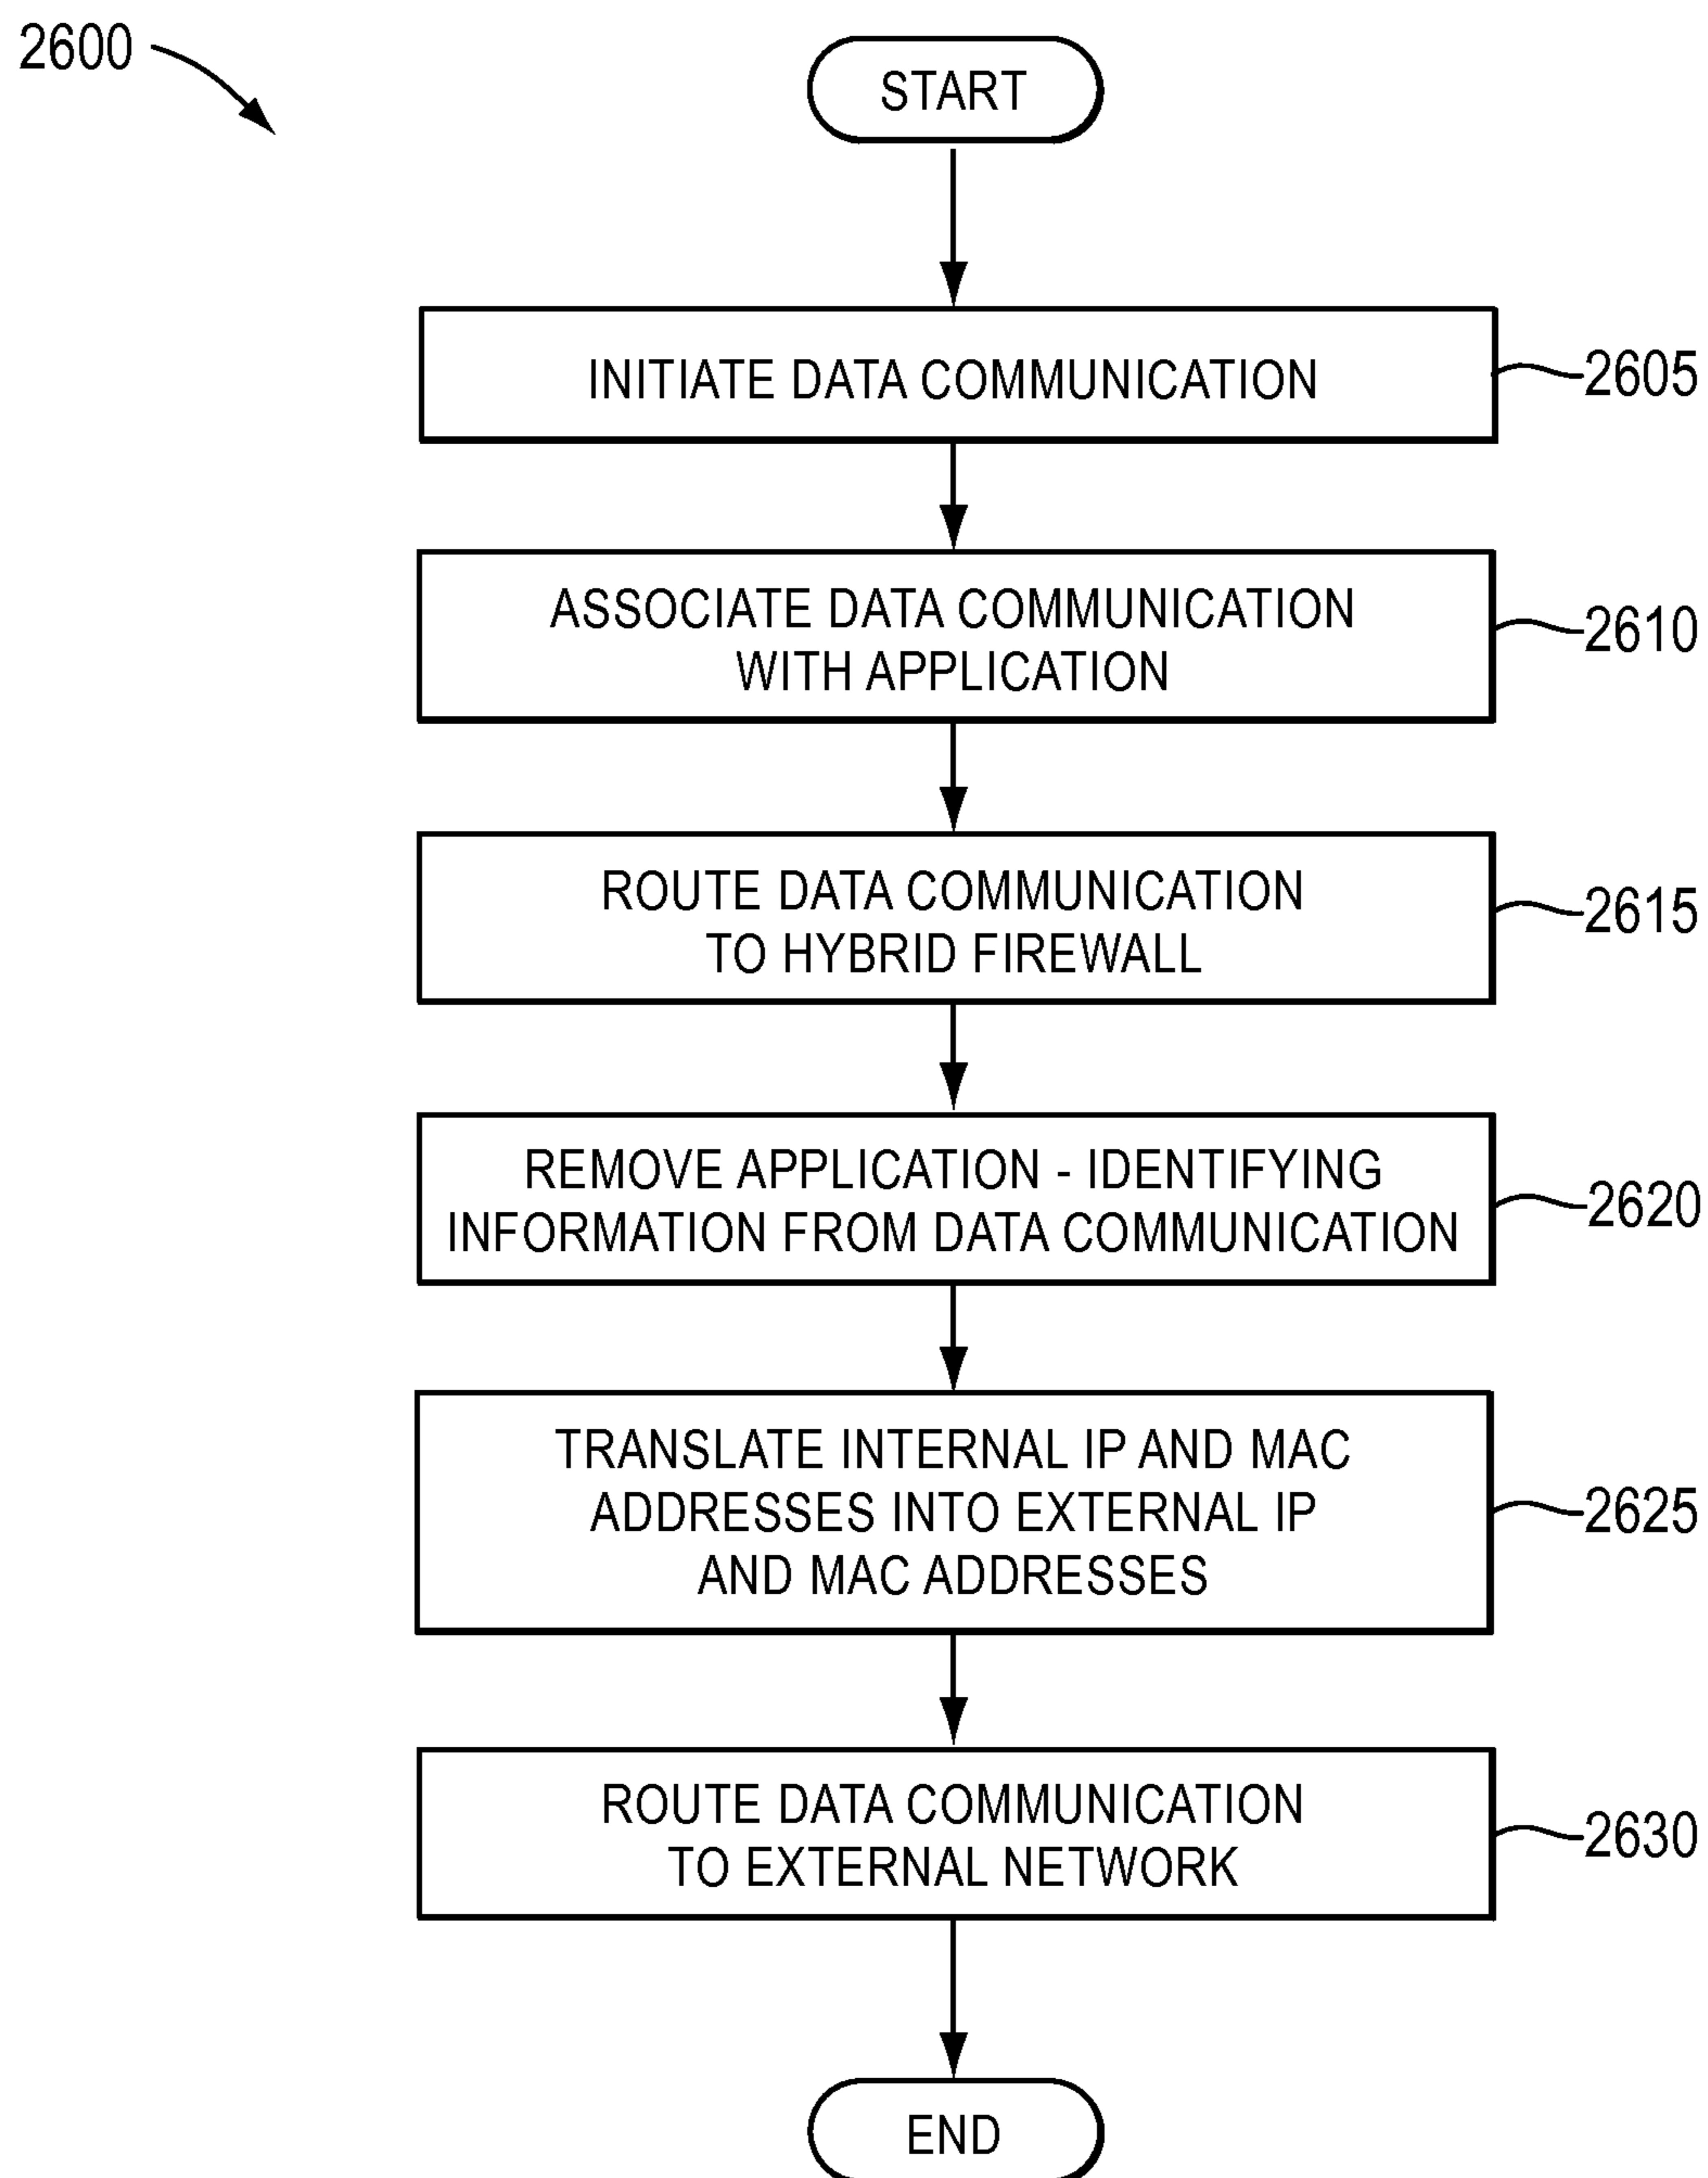 2600
START
INITIATE DATA COMMUNICATION
2605
ASSOCIATE DATA COMMUNICATION
WITH APPLICATION
2610
ROUTE DATA COMMUNICATION
TO HYBRID FIREWALL
2615
REMOVE APPLICATION - IDENTIFYING
INFORMATION FROM DATA COMMUNICATION
2620
TRANSLATE INTERNAL IP AND MAC
ADDRESSES INTO EXTERNAL IP
AND MAC ADDRESSES
2625
ROUTE DATA COMMUNICATION
TO EXTERNAL NETWORK
2630
END